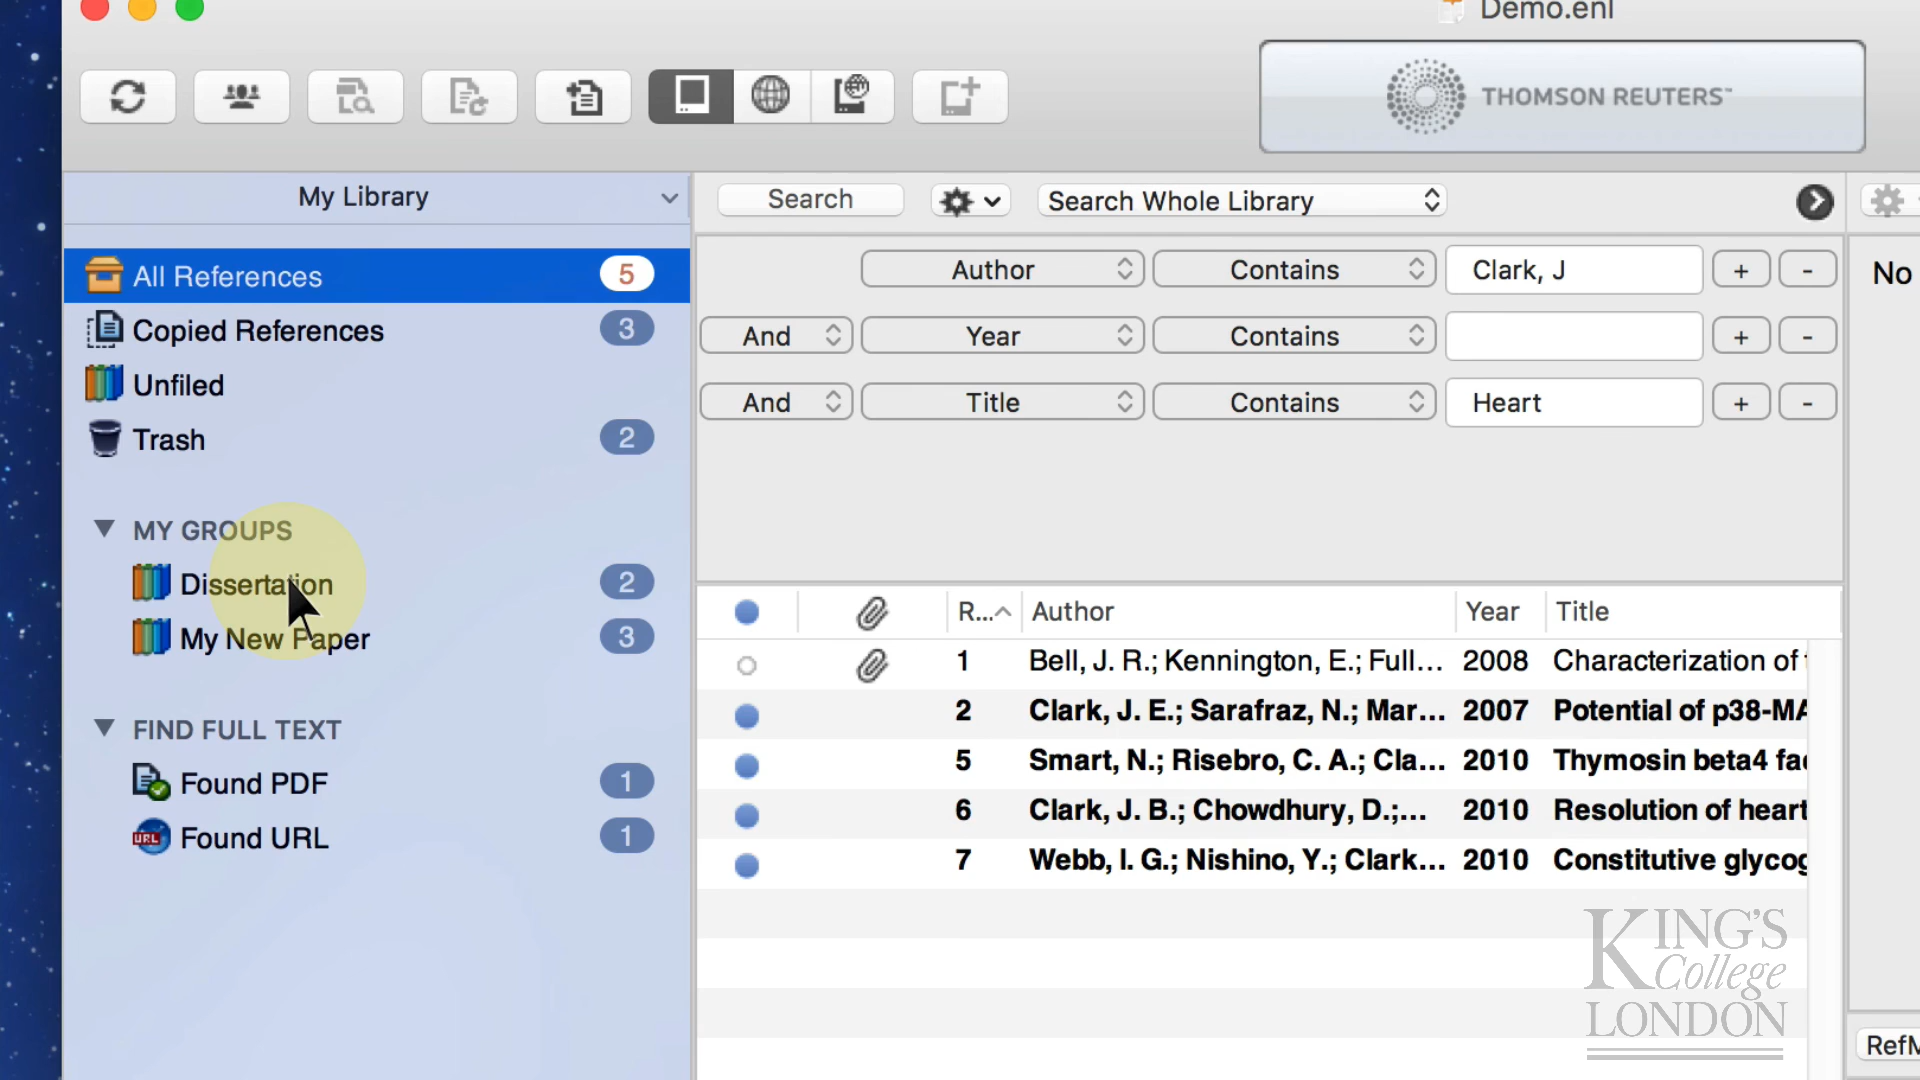 Demo.enl
THOMSON REUTERS™
My Library
Search
Search Whole Library
All References 5
Copied References 3
Unfiled
Trash 2
MY GROUPS
Dissertation 2
My New Paper 3
FIND FULL TEXT
Found PDF 1
URL Found URL 1
Author Contains Clark, J + -
And Year Contains + -
And Title Contains Heart + -
No
R... Author Year Title
1 Bell, J. R.; Kennington, E.; Full... 2008 Characterization of
2 Clark, J. E.; Sarafraz, N.; Mar... 2007 Potential of p38-MA
5 Smart, N.; Risebro, C. A.; Cla... 2010 Thymosin beta4 fa
6 Clark, J. B.; Chowdhury, D.;... 2010 Resolution of heart
7 Webb, I. G.; Nishino, Y.; Clark... 2010 Constitutive glycog
KING'S
College
LONDON
RefM